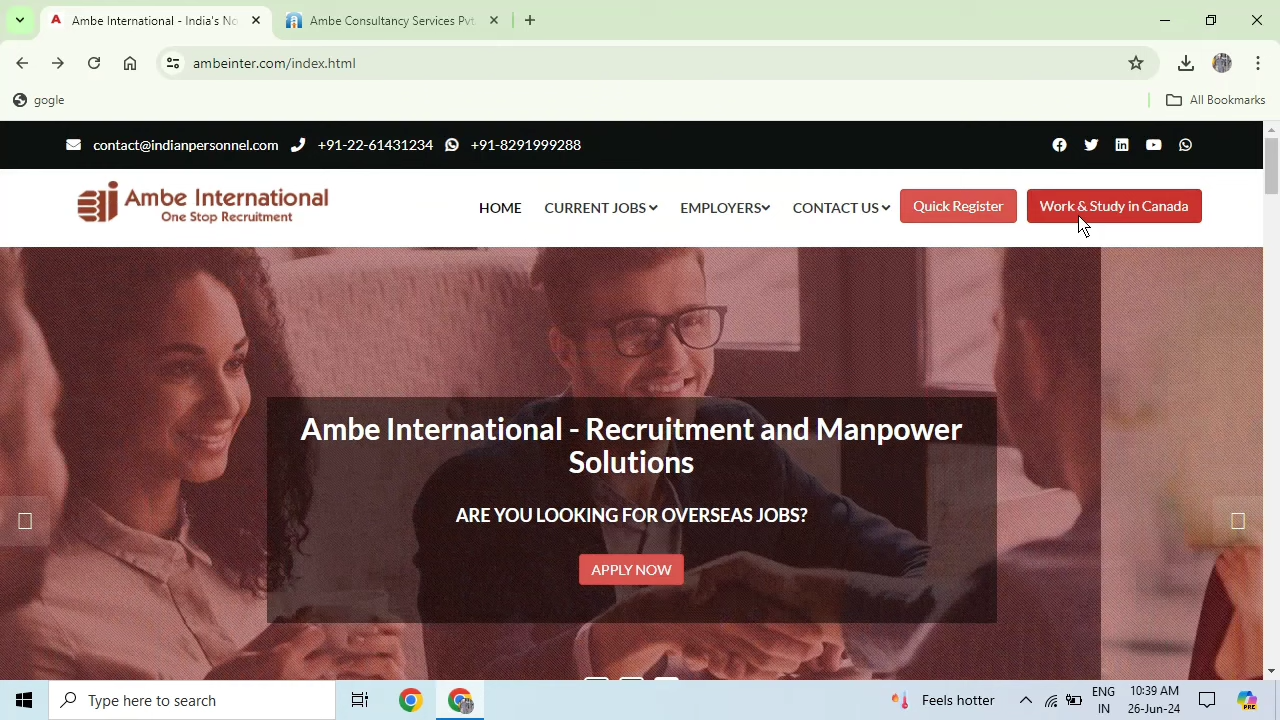 Ambe International - India's No
Ambe Consultancy Services Pvt
ambeinter.com/index.html
gogle
All Bookmarks
contact@indianpersonnel.com +91-22-61431234 +91-8291999288
Ambe International
One Stop Recruitment
HOME CURRENT JOBS EMPLOYERS CONTACT US Quick Register Work & Study in Canada
Ambe International - Recruitment and Manpower
Solutions
ARE YOU LOOKING FOR OVERSEAS JOBS?
APPLY NOW
Type here to search
Feels hotter
ENG
IN
10:39 AM
26-Jun-24
PRE